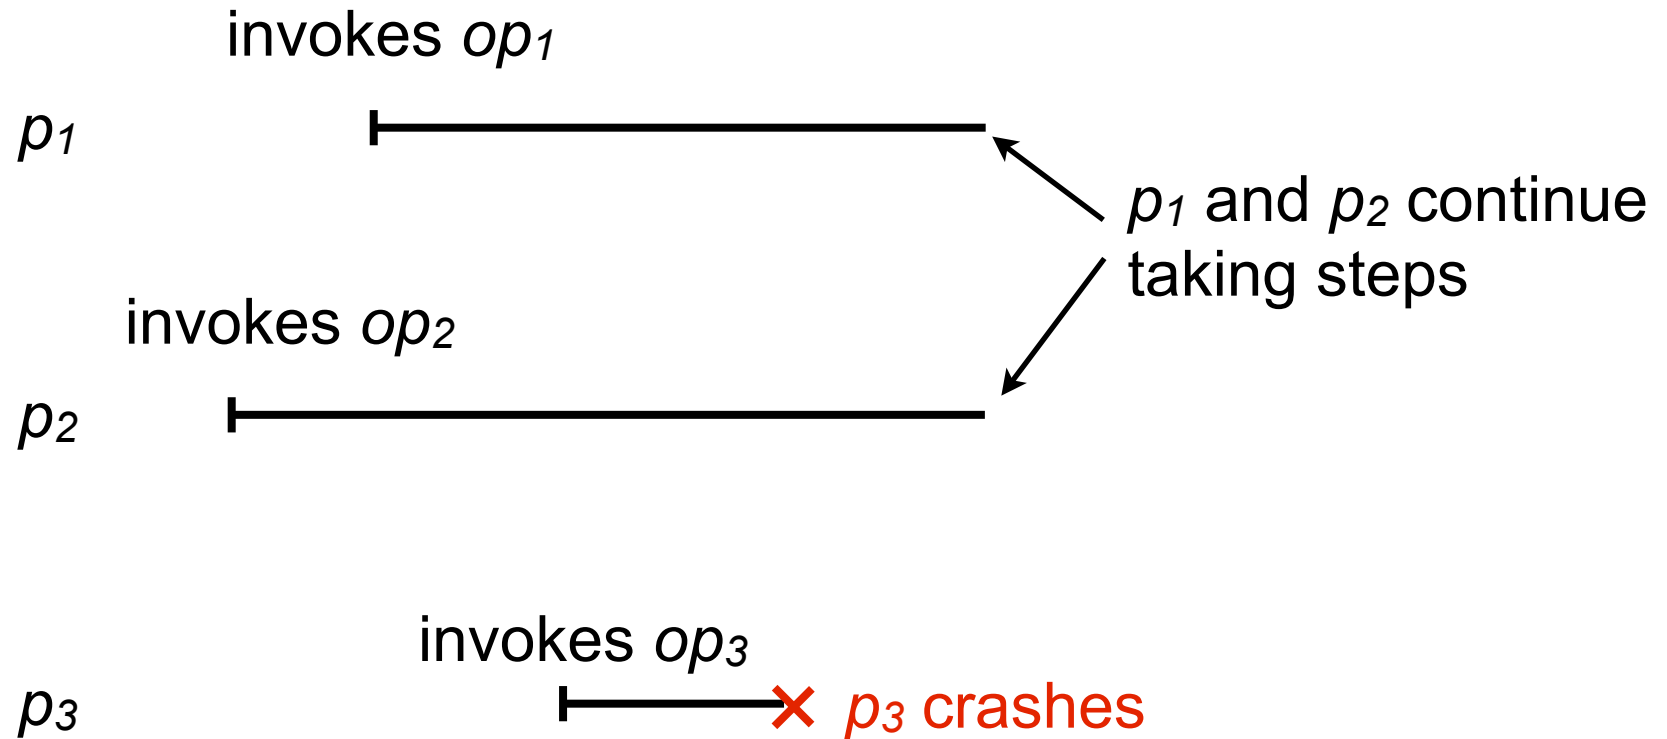 invokes op₁
p₁
p₁ and p₂ continue
taking steps
invokes op₂
p₂
invokes op₃
p₃
p₃ crashes